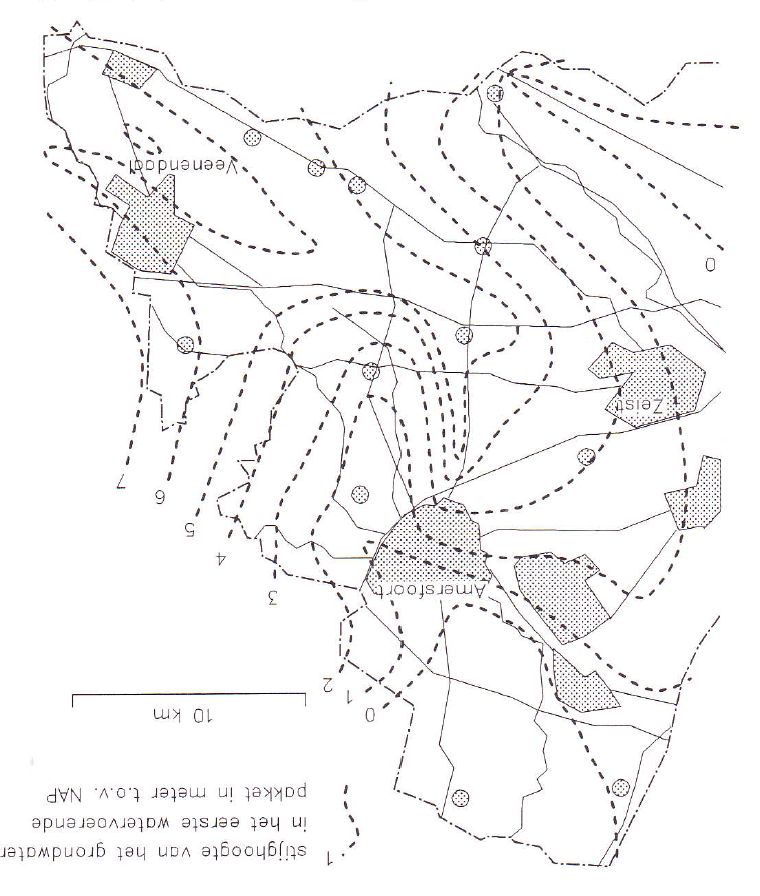 1 stijghoogte van het grondwater
in het eerste watervoerende
pakket in meter t.o.v. NAP
10 km
0
1
2
3
Amersfoort
4
5
6
7
Zeist
0
Veenendaal